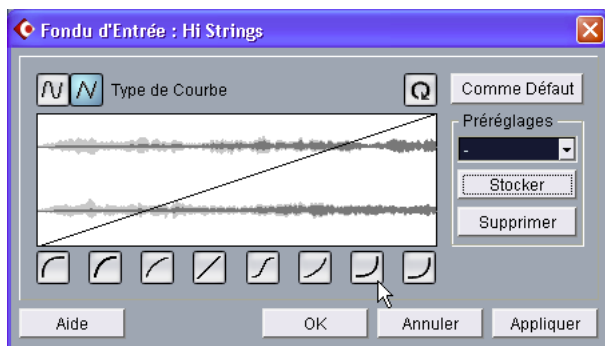 Fondu d'Entrée : Hi Strings
Type de Courbe
Comme Défaut
Préréglages
-
Stocker
Supprimer
Aide
OK
Annuler
Appliquer